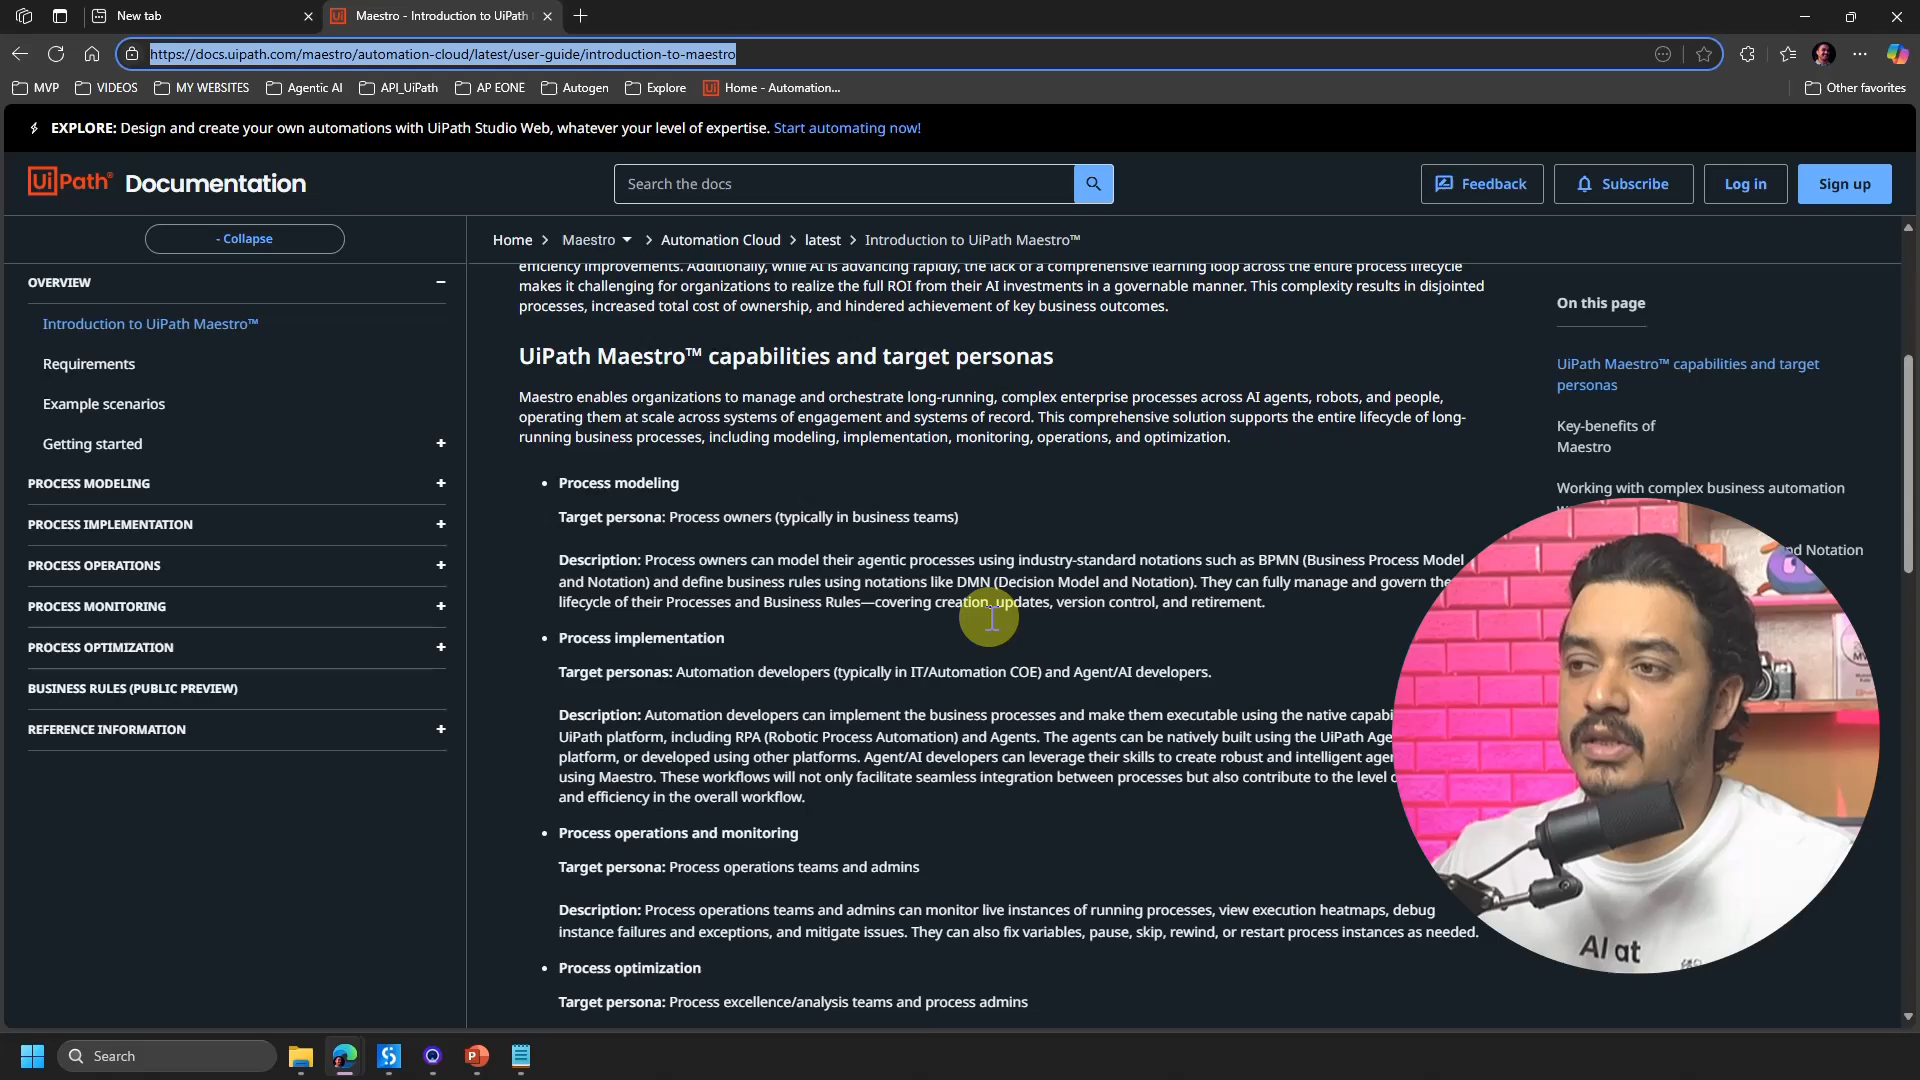 New tab
Maestro - Introduction to UiPath
https://docs.uipath.com/maestro/automation-cloud/latest/user-guide/introduction-to-maestro
MVP
VIDEOS
MY WEBSITES
Agentic AI
API_UiPath
AP EONE
Autogen
Explore
Home - Automation...
Other favorites
EXPLORE: Design and create your own automations with UiPath Studio Web, whatever your level of expertise. Start automating now!
UiPath Documentation
Search the docs
Feedback
Subscribe
Log in
Sign up
- Collapse
Home > Maestro > Automation Cloud > latest > Introduction to UiPath Maestro™
OVERVIEW
Introduction to UiPath Maestro™
Requirements
Example scenarios
Getting started
PROCESS MODELING
PROCESS IMPLEMENTATION
PROCESS OPERATIONS
PROCESS MONITORING
PROCESS OPTIMIZATION
BUSINESS RULES (PUBLIC PREVIEW)
REFERENCE INFORMATION
efficiency improvements. Additionally, while AI is advancing rapidly, the lack of a comprehensive learning loop across the entire process lifecycle
makes it challenging for organizations to realize the full ROI from their AI investments in a governable manner. This complexity results in disjointed
processes, increased total cost of ownership, and hindered achievement of key business outcomes.
UiPath Maestro™ capabilities and target personas
Maestro enables organizations to manage and orchestrate long-running, complex enterprise processes across AI agents, robots, and people,
operating them at scale across systems of engagement and systems of record. This comprehensive solution supports the entire lifecycle of long-
running business processes, including modeling, implementation, monitoring, operations, and optimization.
• Process modeling
Target persona: Process owners (typically in business teams)
Description: Process owners can model their agentic processes using industry-standard notations such as BPMN (Business Process Model
and Notation) and define business rules using notations like DMN (Decision Model and Notation). They can fully manage and govern the
lifecycle of their Processes and Business Rules—covering creation, updates, version control, and retirement.
• Process implementation
Target personas: Automation developers (typically in IT/Automation COE) and Agent/AI developers.
Description: Automation developers can implement the business processes and make them executable using the native capabi
UiPath platform, including RPA (Robotic Process Automation) and Agents. The agents can be natively built using the UiPath Age
platform, or developed using other platforms. Agent/AI developers can leverage their skills to create robust and intelligent agen
using Maestro. These workflows will not only facilitate seamless integration between processes but also contribute to the level
and efficiency in the overall workflow.
• Process operations and monitoring
Target persona: Process operations teams and admins
Description: Process operations teams and admins can monitor live instances of running processes, view execution heatmaps, debug
instance failures and exceptions, and mitigate issues. They can also fix variables, pause, skip, rewind, or restart process instances as needed.
• Process optimization
Target persona: Process excellence/analysis teams and process admins
On this page
UiPath Maestro™ capabilities and target
personas
Key-benefits of
Maestro
Working with complex business automation
nd Notation
AI at
Search